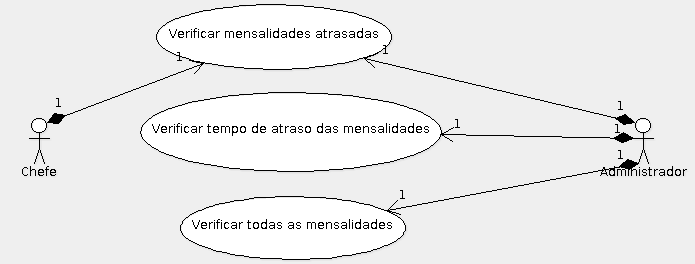 Verificar mensalidades atrasadas
1
1
1
1
Verificar tempo de atraso das mensalidades
1
1
1
Chefe
Administrador
1
Verificar todas as mensalidades